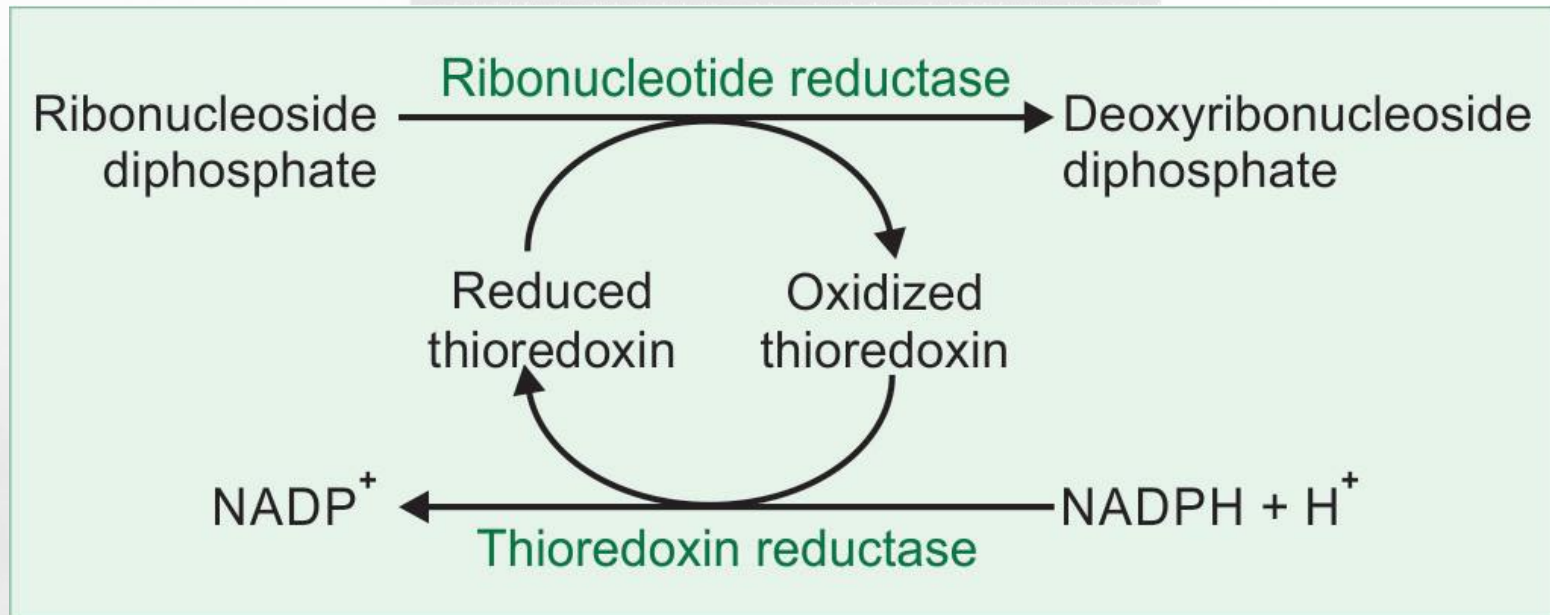 Ribonucleotide reductase
Ribonucleoside
diphosphate
Deoxyribonucleoside
diphosphate
Reduced
thioredoxin
Oxidized
thioredoxin
NADP⁺
NADPH + H⁺
Thioredoxin reductase